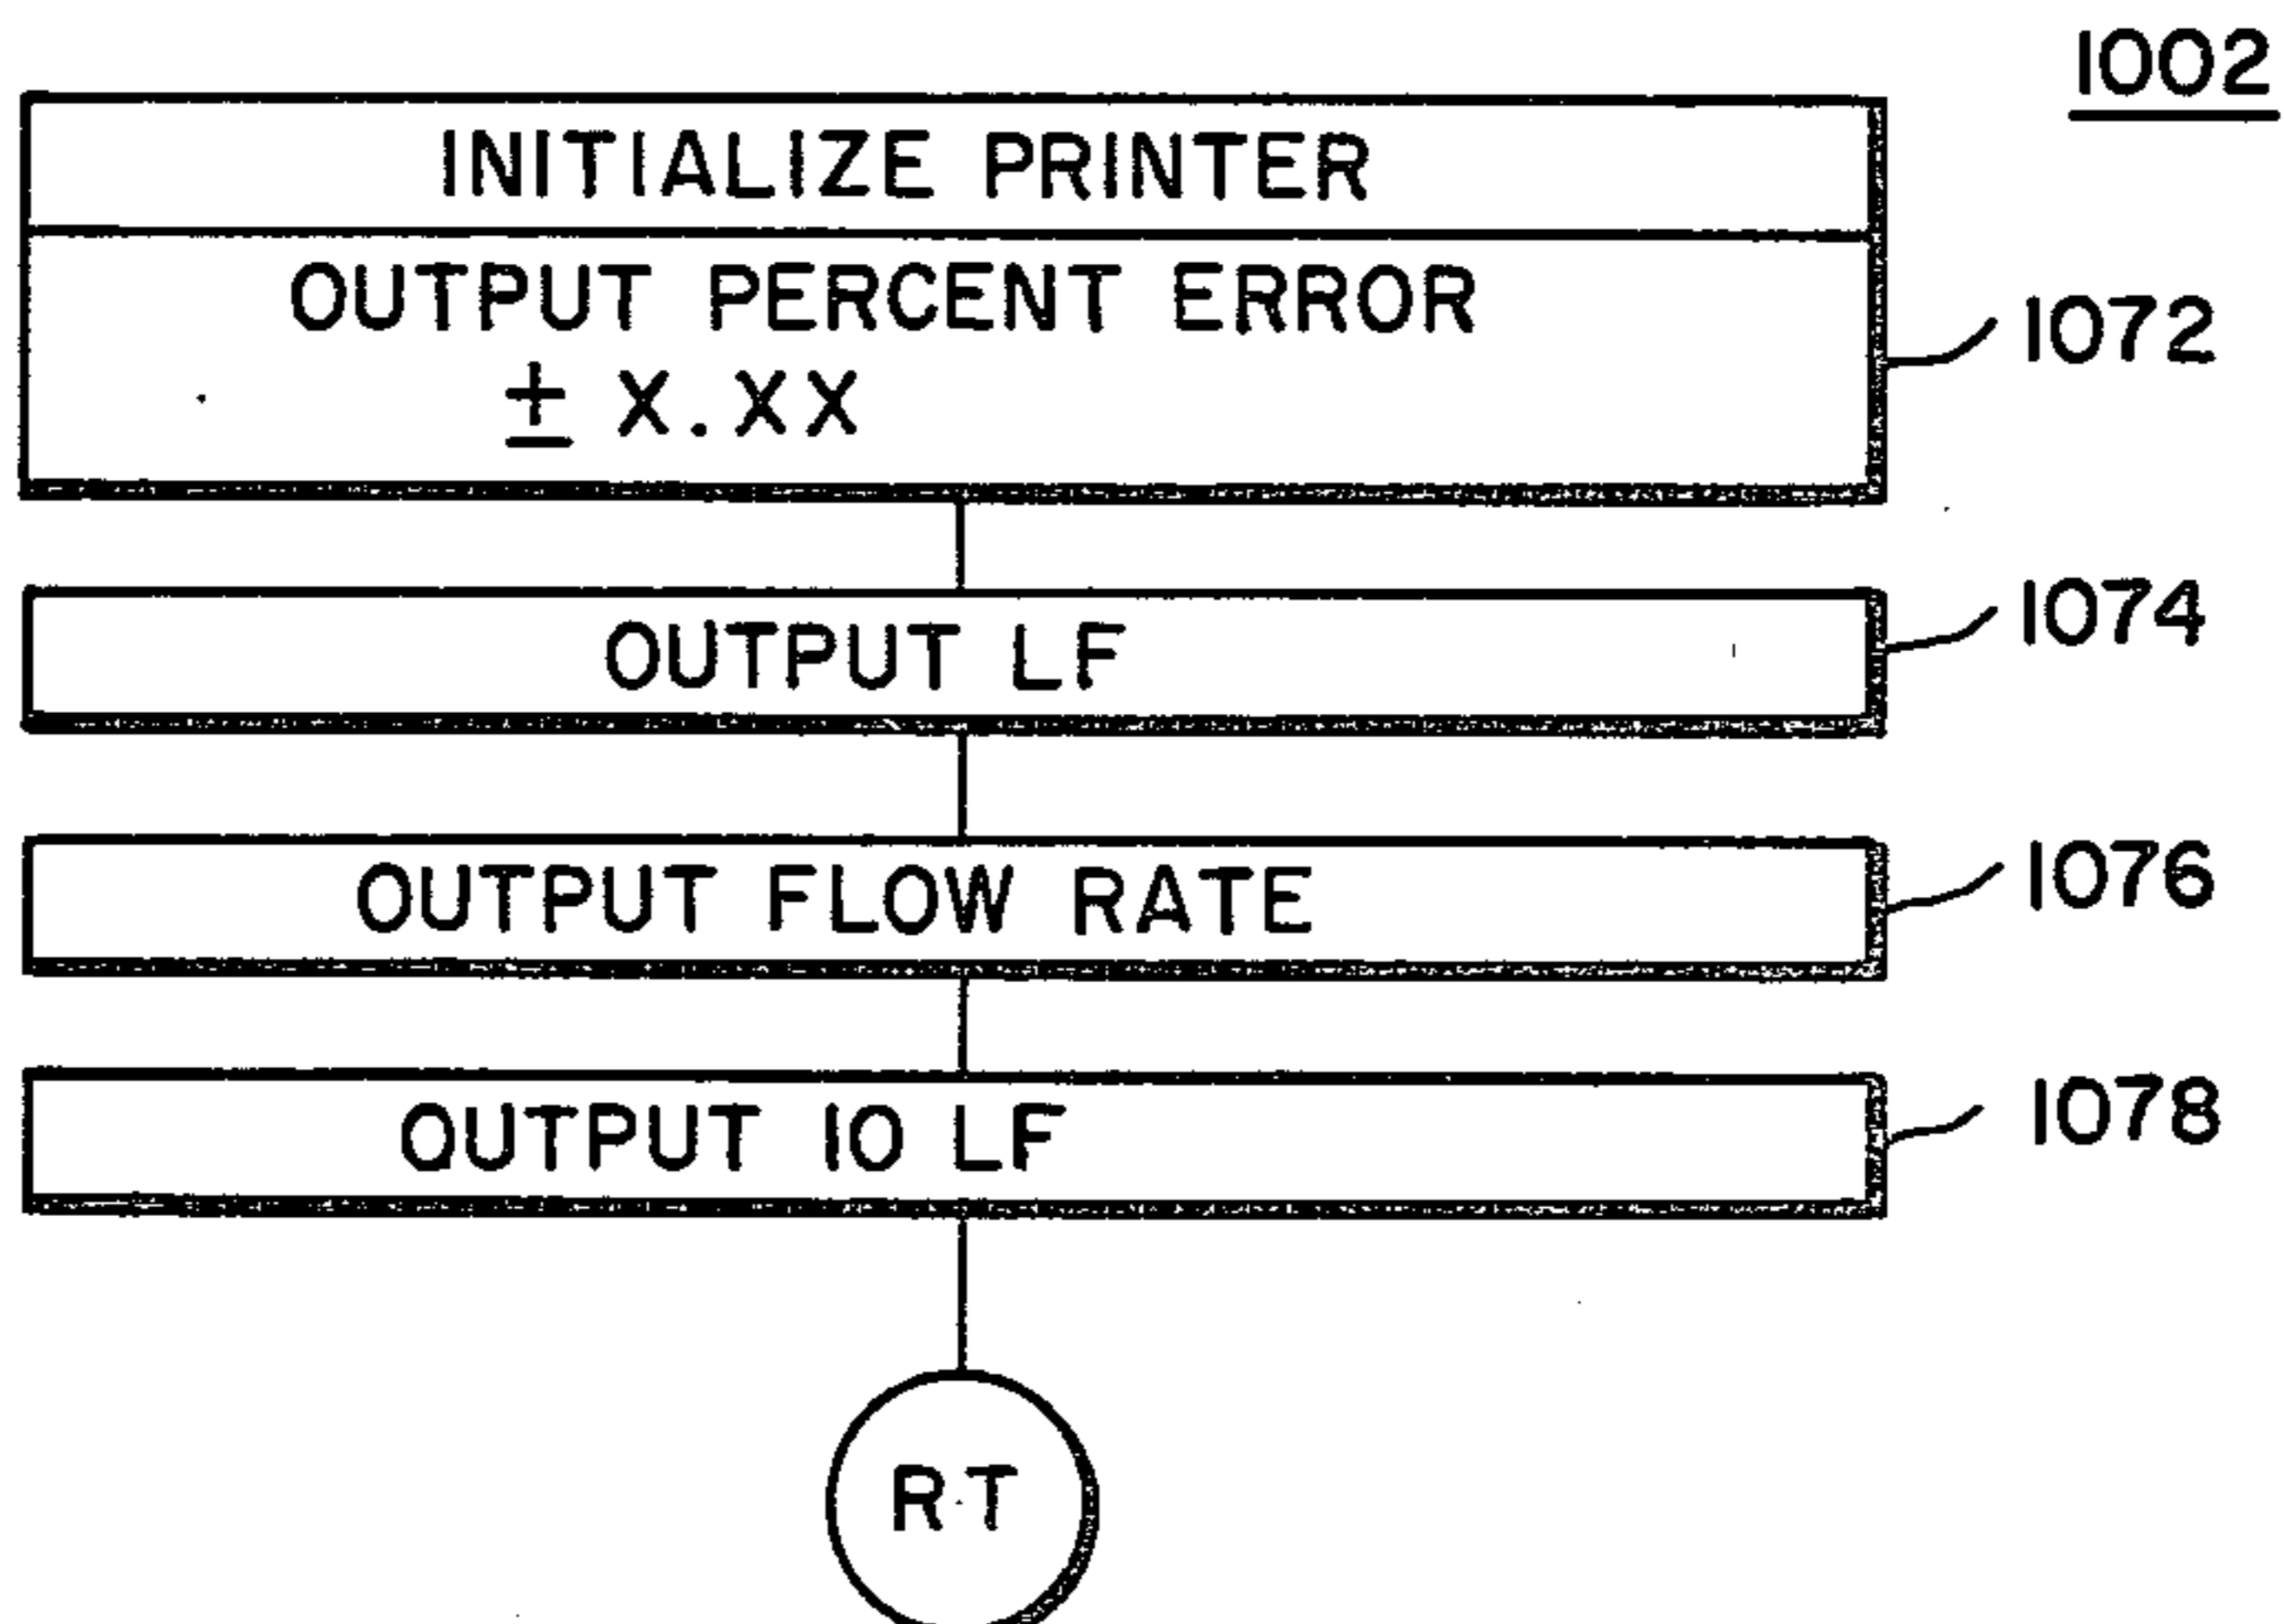 1002
INITIALIZE PRINTER
OUTPUT PERCENT ERROR
± X.XX
1072
OUTPUT LF
1074
OUTPUT FLOW RATE
1076
OUTPUT 10 LF
1078
RT